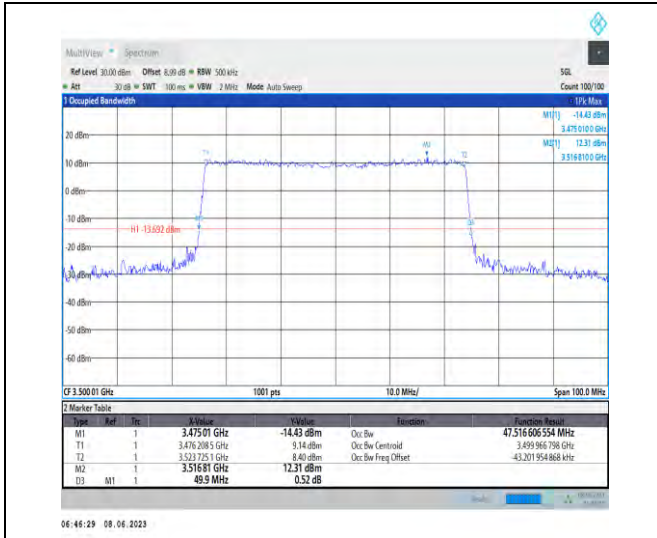 MultiView Spectrum
Ref Level 30.00 dBm Offset 8.99 dB RBW 500 kHz SGL
Att 30 dB SWT 100 ms VBW 2 MHz Mode Auto Sweep Count 100/100
1 Occupied Bandwidth 1Pk Max
M1[1] -14.43 dBm
3.475 010 0 GHz
M2[1] 12.31 dBm
3.516 810 0 GHz
20 dBm
T1 M2 T2
10 dBm
0 dBm
-10 dBm
H1 -13.692 dBm
-20 dBm
-30 dBm
-40 dBm
-50 dBm
-60 dBm
CF 3.500 01 GHz 1001 pts 10.0 MHz/ Span 100.0 MHz
2 Marker Table
Type Ref Trc X-Value Y-Value Function Function Result
M1 1 3.475 01 GHz -14.43 dBm Occ Bw 47.516 606 554 MHz
T1 1 3.476 208 5 GHz 9.14 dBm Occ Bw Centroid 3.499 966 798 GHz
T2 1 3.523 725 1 GHz 8.40 dBm Occ Bw Freq Offset -43.201 954 868 kHz
M2 1 3.516 81 GHz 12.31 dBm
D3 M1 1 49.9 MHz 0.52 dB
06:46:29 08.06.2023